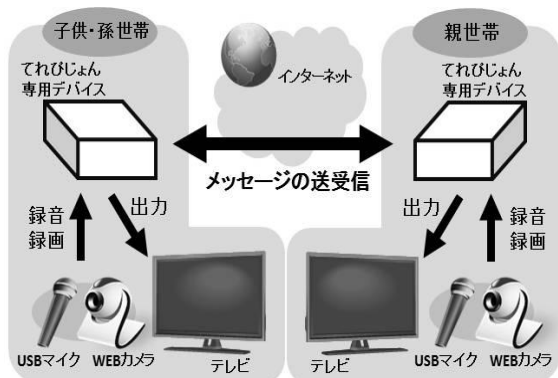 子供・孫世帯
てれびじょん
専用デバイス
インターネット
親世帯
てれびじょん
専用デバイス
メッセージの送受信
録音
録画
出力
出力
録音
録画
USBマイク
WEBカメラ
テレビ
テレビ
USBマイク
WEBカメラ